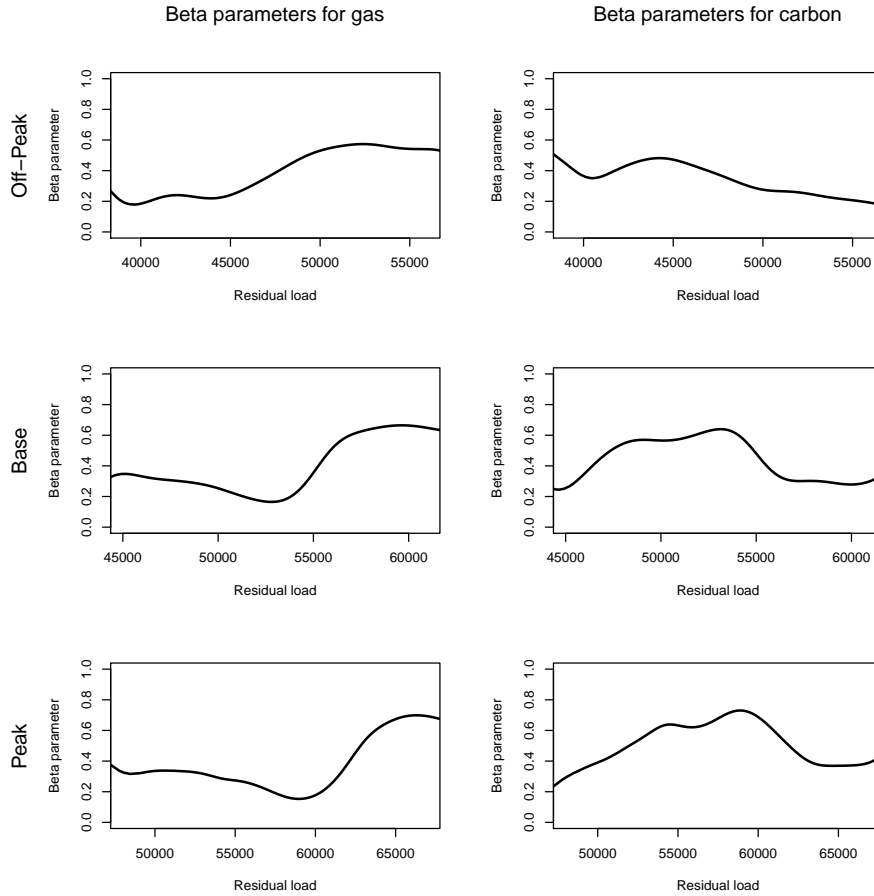 Beta parameters for gas
Beta parameters for carbon
Off−Peak
Beta parameter
0.0 0.2 0.4 0.6 0.8 1.0
40000 45000 50000 55000
Residual load
Beta parameter
0.0 0.2 0.4 0.6 0.8 1.0
40000 45000 50000 55000
Residual load
Base
Beta parameter
0.0 0.2 0.4 0.6 0.8 1.0
45000 50000 55000 60000
Residual load
Beta parameter
0.0 0.2 0.4 0.6 0.8 1.0
45000 50000 55000 60000
Residual load
Peak
Beta parameter
0.0 0.2 0.4 0.6 0.8 1.0
50000 55000 60000 65000
Residual load
Beta parameter
0.0 0.2 0.4 0.6 0.8 1.0
50000 55000 60000 65000
Residual load